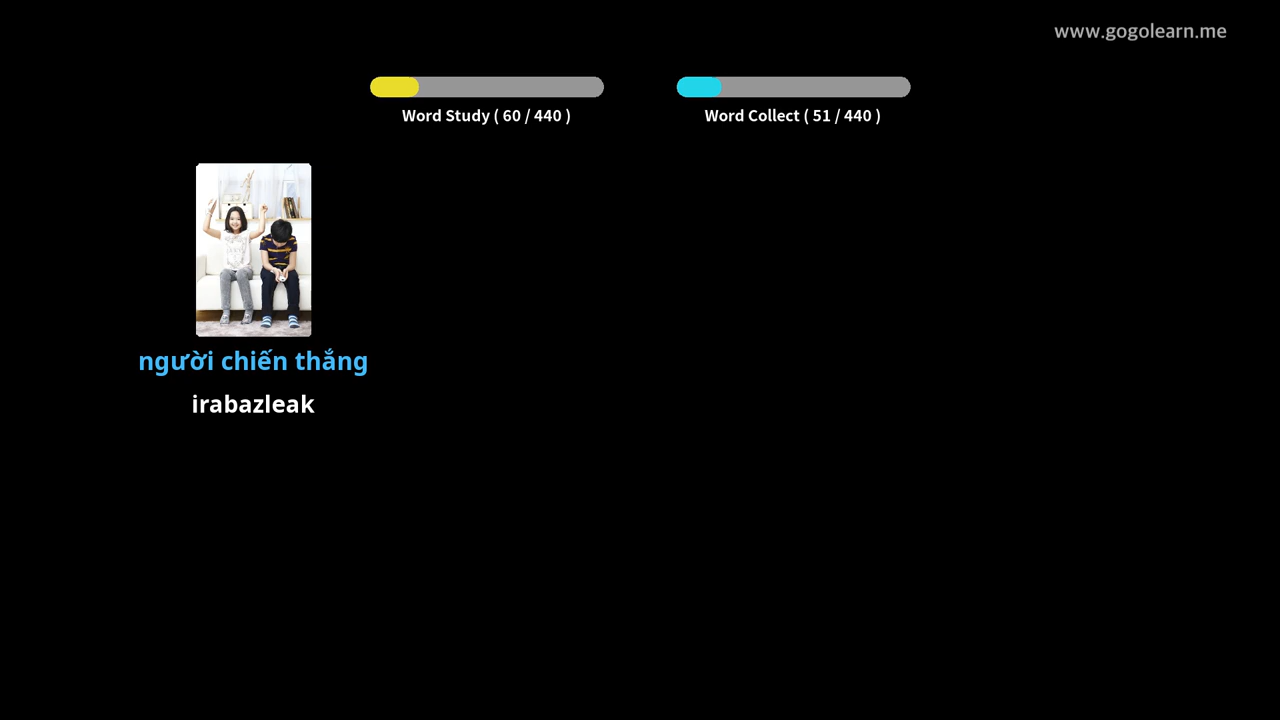 www.gogolearn.me
Word Study ( 60 / 440 )
Word Collect ( 51 / 440 )
người chiến thắng
irabazleak